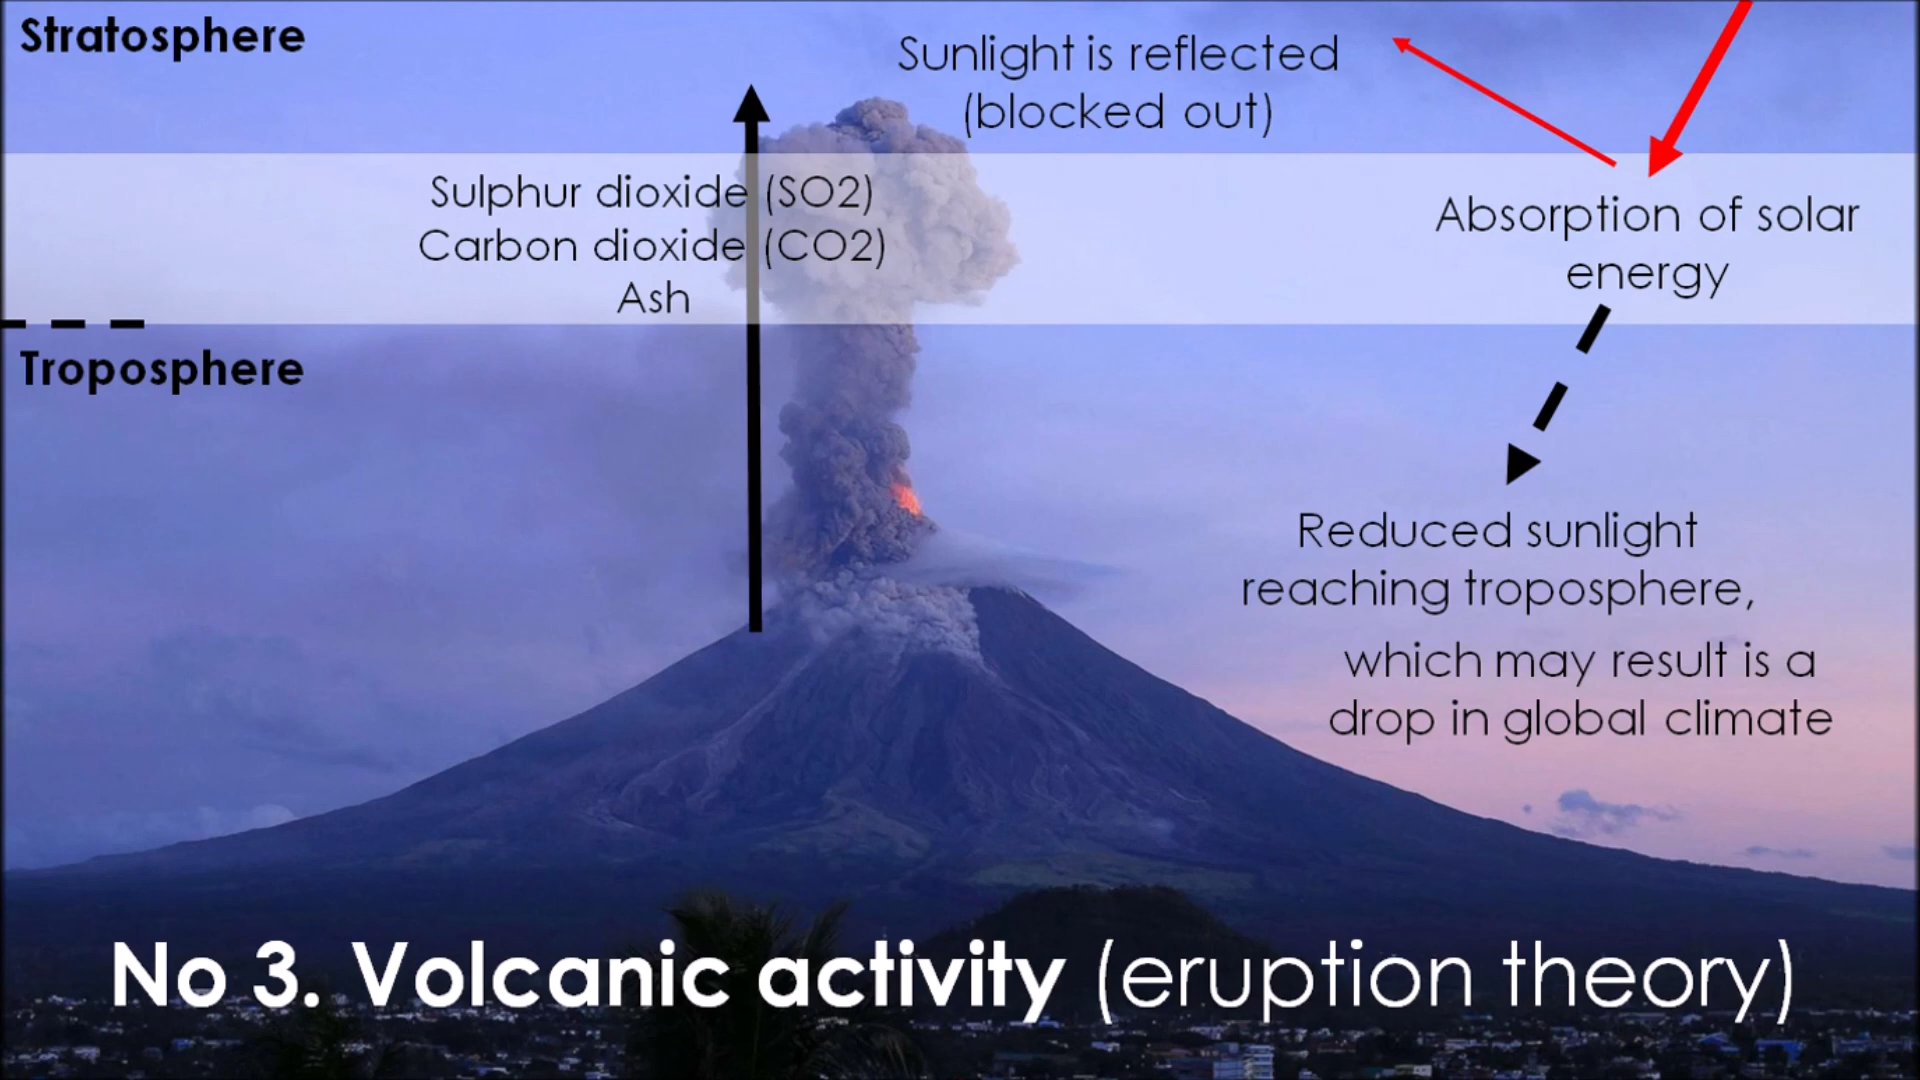 Stratosphere
Sunlight is reflected
(blocked out)
Sulphur dioxide (SO2)
Carbon dioxide (CO2)
Ash
Absorption of solar
energy
Troposphere
Reduced sunlight
reaching troposphere,
which may result is a
drop in global climate
No 3. Volcanic activity (eruption theory)